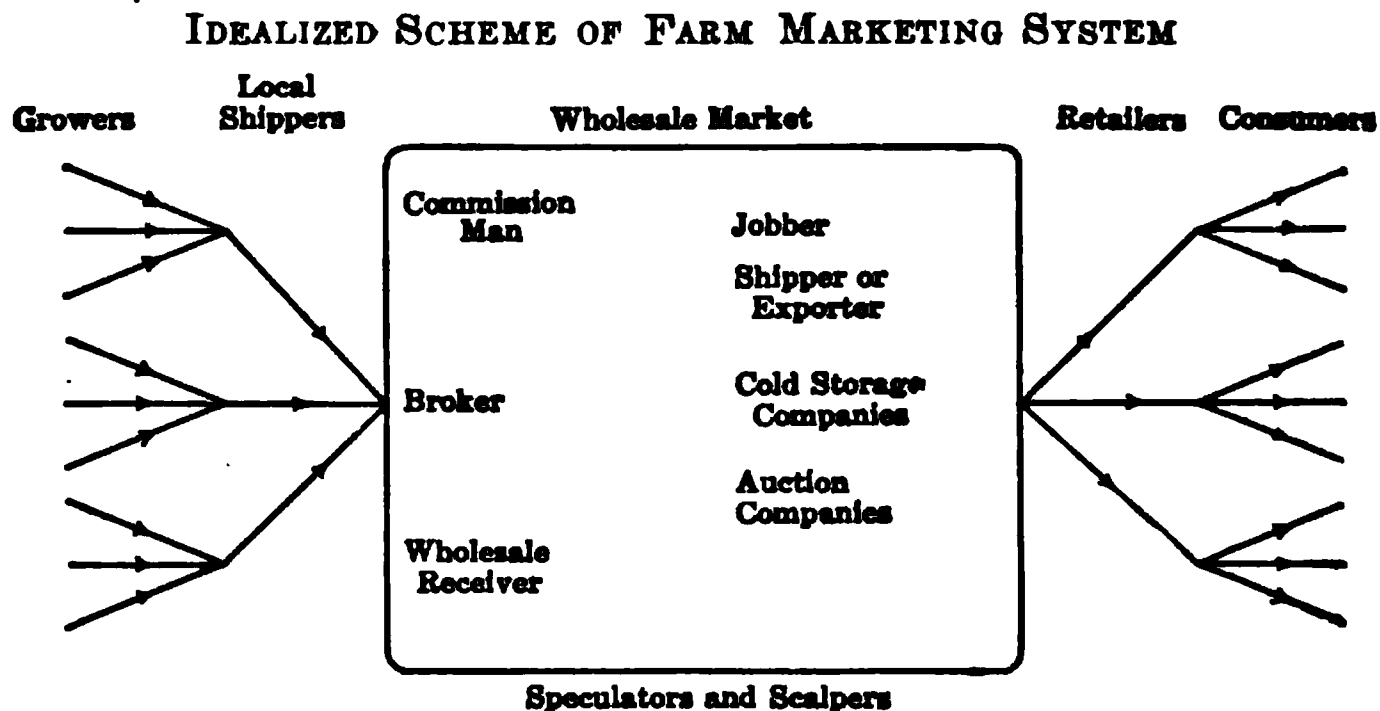 IDEALIZED SCHEME OF FARM MARKETING SYSTEM
Growers
Local
Shippers
Wholesale Market
Retailers
Consumers
Commission
Man
Broker
Wholesale
Receiver
Jobber
Shipper or
Exporter
Cold Storage
Companies
Auction
Companies
Speculators and Scalpers